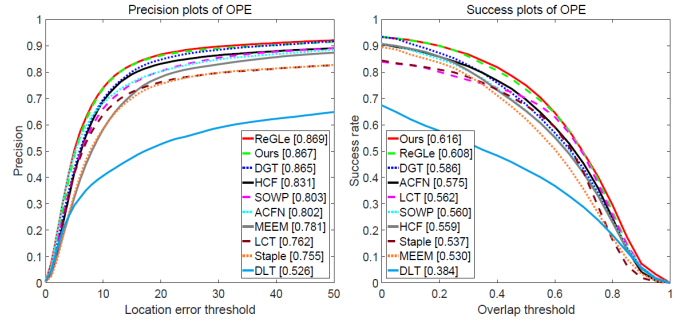 Precision plots of OPE
1
0.9
0.8
0.7
0.6
0.5
0.4
0.3
0.2
0.1
0
Precision
ReGLe [0.869]
Ours [0.867]
DGT [0.865]
HCF [0.831]
SOWP [0.803]
ACFN [0.802]
MEEM [0.781]
LCT [0.762]
Staple [0.755]
DLT [0.526]
0 10 20 30 40 50
Location error threshold
Success plots of OPE
1
0.9
0.8
0.7
0.6
0.5
0.4
0.3
0.2
0.1
0
Success rate
Ours [0.616]
ReGLe [0.608]
DGT [0.586]
ACFN [0.575]
LCT [0.562]
SOWP [0.560]
HCF [0.559]
Staple [0.537]
MEEM [0.530]
DLT [0.384]
0 0.2 0.4 0.6 0.8 1
Overlap threshold